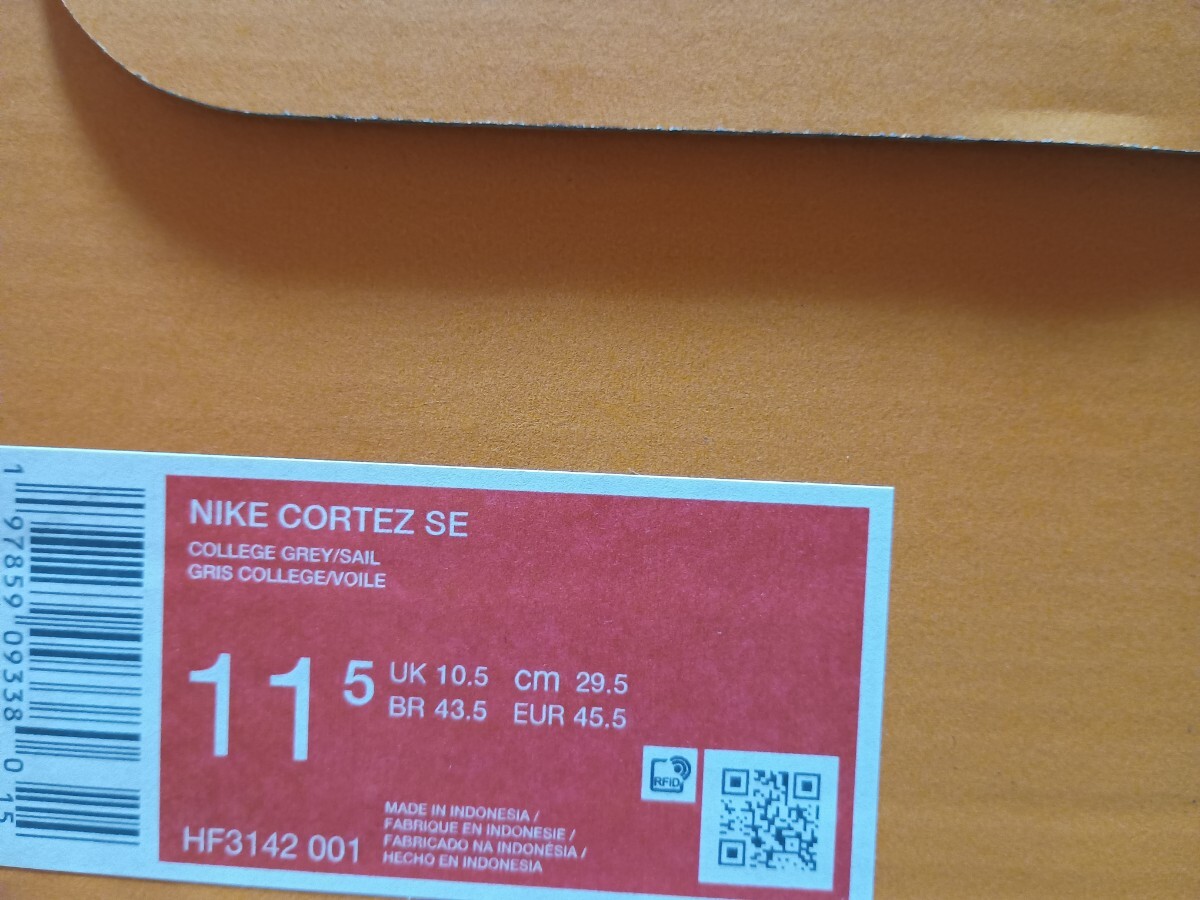 NIKE CORTEZ SE
COLLEGE GREY/SAIL
GRIS COLLEGE/VOILE
11 5
UK 10.5 cm 29.5
BR 43.5 EUR 45.5
RFID
HF3142 001
MADE IN INDONESIA /
FABRIQUE EN INDONESIE /
FABRICADO NA INDONÉSIA /
HECHO EN INDONESIA
1 97859 09338 0 15